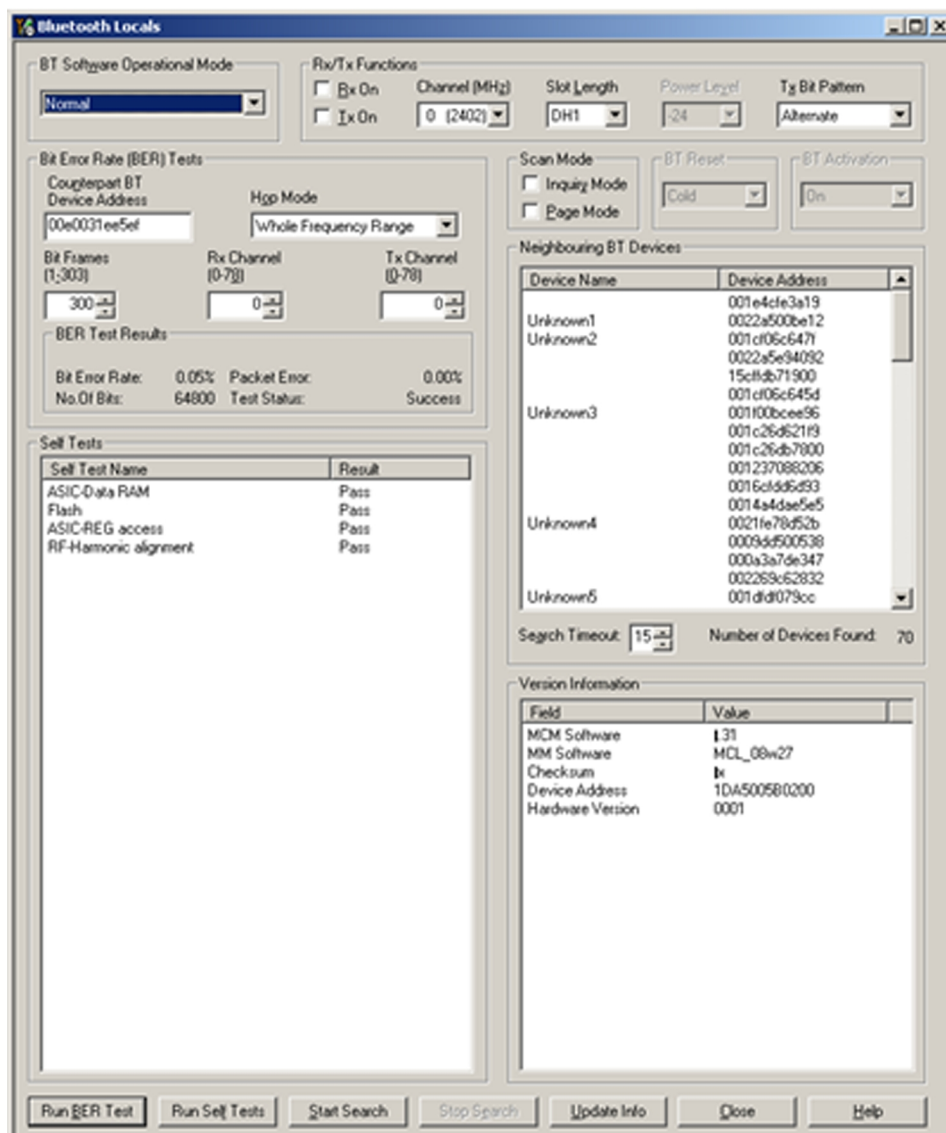 Bluetooth Locals
BT Software Operational Mode
Normal
Rx/Tx Functions
Rx On
Tx On
Channel (MHz)
0 (2402)
Slot Length
DH1
Power Level
-24
Tx Bit Pattern
Alternate
Bit Error Rate (BER) Tests
Counterpart BT
Device Address
00e0031ee5ef
Hop Mode
Whole Frequency Range
Bit Frames
(1-303)
300
Rx Channel
(0-78)
0
Tx Channel
(0-78)
0
BER Test Results
Bit Error Rate: 0.05% Packet Error: 0.00%
No.Of Bits: 64800 Test Status: Success
Scan Mode
Inquiry Mode
Page Mode
BT Reset
Cold
BT Activation
On
Neighbouring BT Devices
Device Name Device Address
001e4cfe3a19
Unknown1 0022a500be12
Unknown2 001cf06c647f
0022a5e94092
15cffdb71900
001cf06c645d
Unknown3 001f00bcee96
001c26d621f9
001c26db7800
001237088206
0016cfdd6d93
0014a4dae5e5
Unknown4 0021fe78d52b
0009dd500538
000a3a7de347
002269c62832
Unknown5 001dfdf079cc
Search Timeout: 15 Number of Devices Found: 70
Self Tests
Self Test Name Result
ASIC-Data RAM Pass
Flash Pass
ASIC-REG access Pass
RF-Harmonic alignment Pass
Version Information
Field Value
MCM Software .31
MM Software MCL_08w27
Checksum
Device Address 1DA5005B0200
Hardware Version 0001
Run BER Test
Run Self Tests
Start Search
Stop Search
Update Info
Close
Help